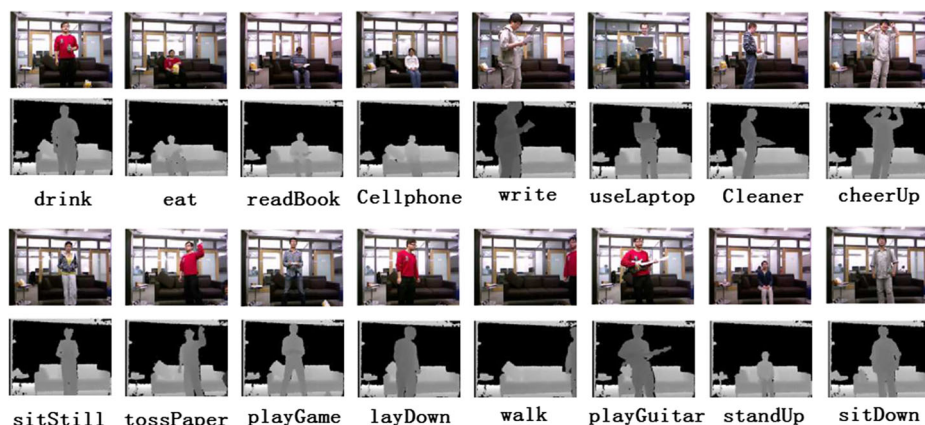 drink eat readBook Cellphone write useLaptop Cleaner cheerUp
sitStill tossPaper playGame layDown walk playGuitar standUp sitDown